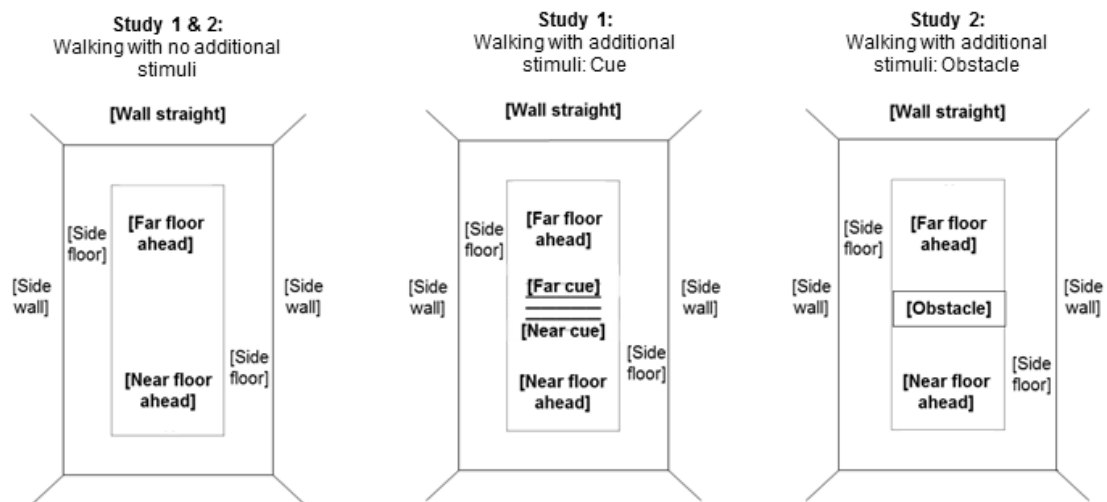 Study 1 & 2:
Walking with no additional
stimuli
[Wall straight]
[Far floor
ahead]
[Side
floor]
[Side
wall]
[Side
wall]
[Side
floor]
[Near floor
ahead]
Study 1:
Walking with additional
stimuli: Cue
[Wall straight]
[Far floor
ahead]
[Side
floor]
[Side
wall]
[Far cue]
[Side
wall]
[Near cue]
[Side
floor]
[Near floor
ahead]
Study 2:
Walking with additional
stimuli: Obstacle
[Wall straight]
[Far floor
ahead]
[Side
floor]
[Side
wall]
[Obstacle]
[Side
wall]
[Side
floor]
[Near floor
ahead]